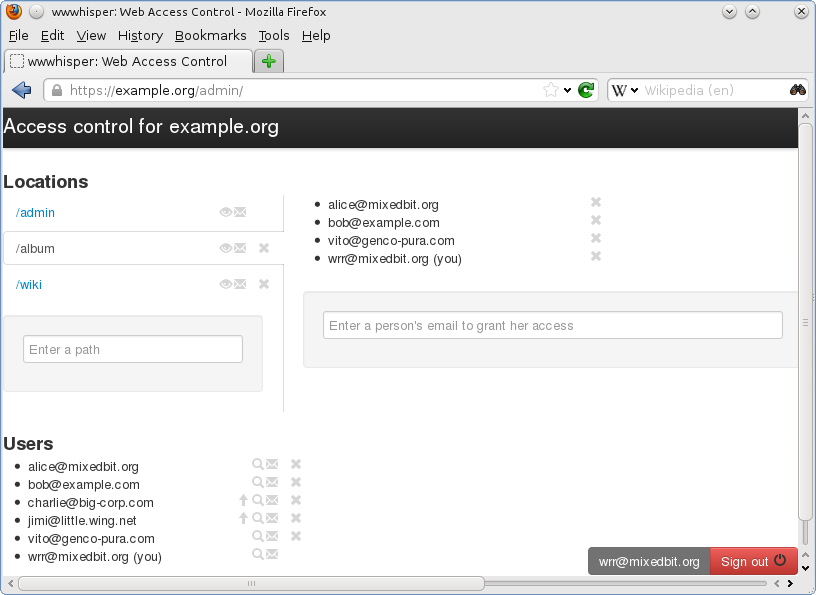 wwwhisper: Web Access Control - Mozilla Firefox
File Edit View History Bookmarks Tools Help
wwwhisper: Web Access Control
https://example.org/admin/
W Wikipedia (en)
Access control for example.org
Locations
/admin
/album
/wiki
Enter a path
alice@mixedbit.org
bob@example.com
vito@genco-pura.com
wrr@mixedbit.org (you)
Enter a person's email to grant her access
Users
alice@mixedbit.org
bob@example.com
charlie@big-corp.com
jimi@little.wing.net
vito@genco-pura.com
wrr@mixedbit.org (you)
wrr@mixedbit.org Sign out